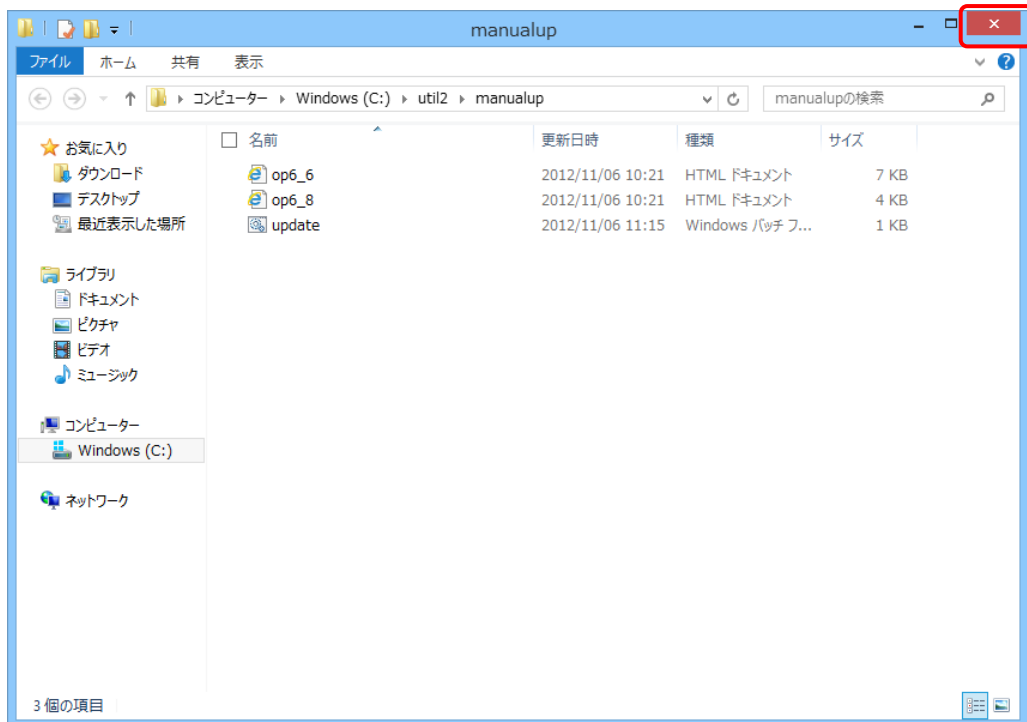 manualup
ファイル ホーム 共有 表示
コンピューター Windows (C:) util2 manualup manualupの検索
名前 更新日時 種類 サイズ
お気に入り
ダウンロード
デスクトップ
最近表示した場所
ライブラリ
ドキュメント
ピクチャ
ビデオ
ミュージック
コンピューター
Windows (C:)
ネットワーク
op6_6 2012/11/06 10:21 HTML ドキュメント 7 KB
op6_8 2012/11/06 10:21 HTML ドキュメント 4 KB
update 2012/11/06 11:15 Windows バッチ フ... 1 KB
3 個の項目